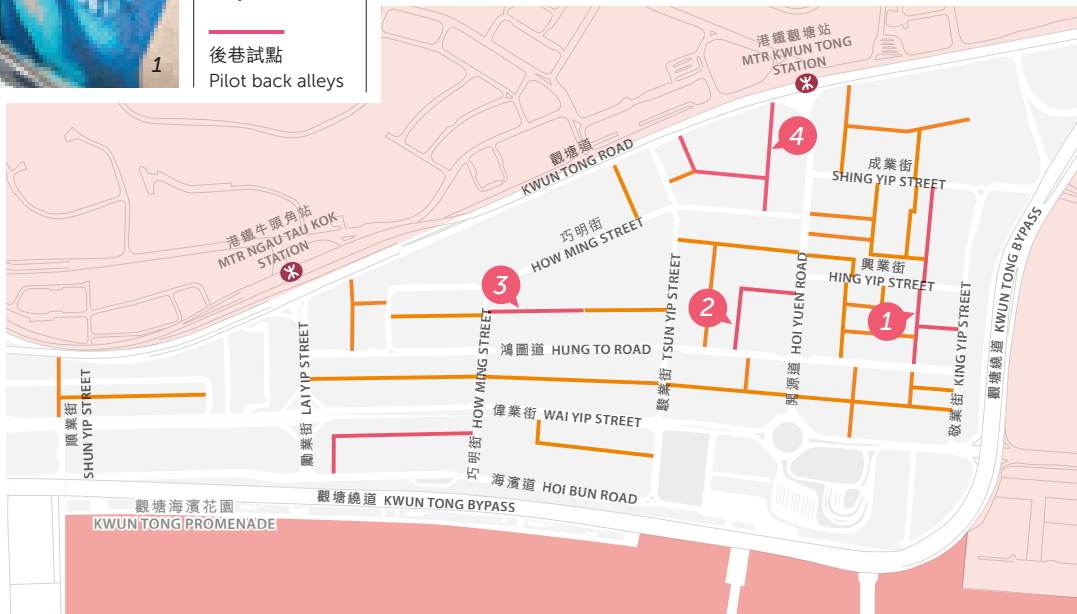 1
後巷試點
Pilot back alleys
港鐵觀塘站
MTR KWUN TONG
STATION
4
觀塘道
KWUN TONG ROAD
成業街
SHING YIP STREET
港鐵牛頭角站
MTR NGAU TAU KOK
STATION
巧明街
HOW MING STREET
興業街
HING YIP STREET
3
2
1
駿業街 TSUN YIP STREET
開源道 HOI YUEN ROAD
敬業街 KING YIP STREET
觀塘繞道 KWUN TONG BYPASS
鴻圖道 HUNG TO ROAD
順業街
SHUN YIP STREET
勵業街 LAI YIP STREET
巧明街 HOW MING STREET
偉業街 WAI YIP STREET
海濱道 HOI BUN ROAD
觀塘繞道 KWUN TONG BYPASS
觀塘海濱花園
KWUN TONG PROMENADE